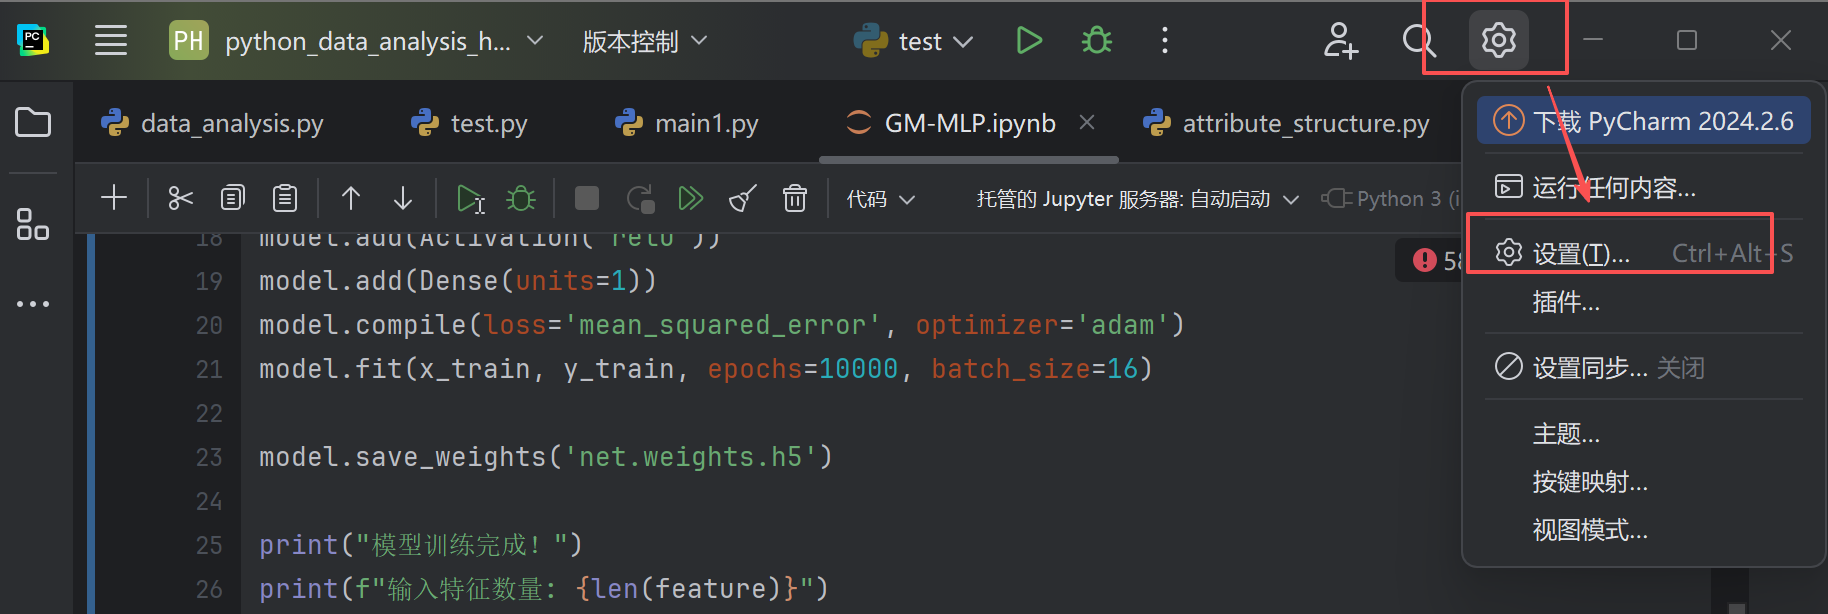 PC
PH python_data_analysis_h... 版本控制 test
data_analysis.py test.py main1.py GM-MLP.ipynb attribute_structure.py
代码 托管的 Jupyter 服务器: 自动启动 Python 3 (i
18 model.add(Activation('relu'))
19 model.add(Dense(units=1))
20 model.compile(loss='mean_squared_error', optimizer='adam')
21 model.fit(x_train, y_train, epochs=10000, batch_size=16)
22
23 model.save_weights('net.weights.h5')
24
25 print("模型训练完成！")
26 print(f"输入特征数量: {len(feature)}")
58
下载 PyCharm 2024.2.6
运行任何内容...
设置(T)... Ctrl+Alt+S
插件...
设置同步... 关闭
主题...
按键映射...
视图模式...